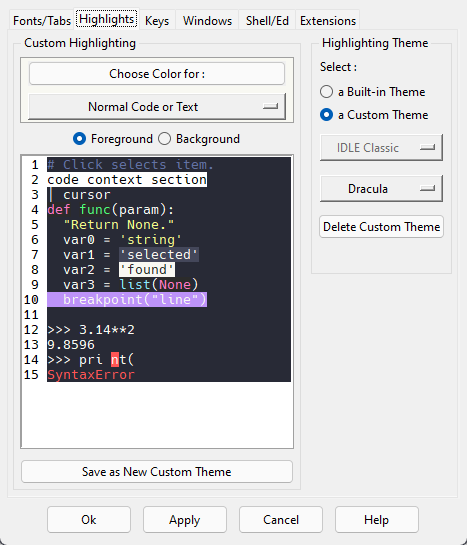 Fonts/Tabs Highlights Keys Windows Shell/Ed Extensions
Custom Highlighting
Choose Color for :
Normal Code or Text
Foreground Background
1 # Click selects item.
2 code context section
3 | cursor
4 def func(param):
5   "Return None."
6   var0 = 'string'
7   var1 = 'selected'
8   var2 = 'found'
9   var3 = list(None)
10   breakpoint("line")
11
12 >>> 3.14**2
13 9.8596
14 >>> pri nt(
15 SyntaxError
Save as New Custom Theme
Highlighting Theme
Select :
a Built-in Theme
a Custom Theme
IDLE Classic
Dracula
Delete Custom Theme
Ok Apply Cancel Help